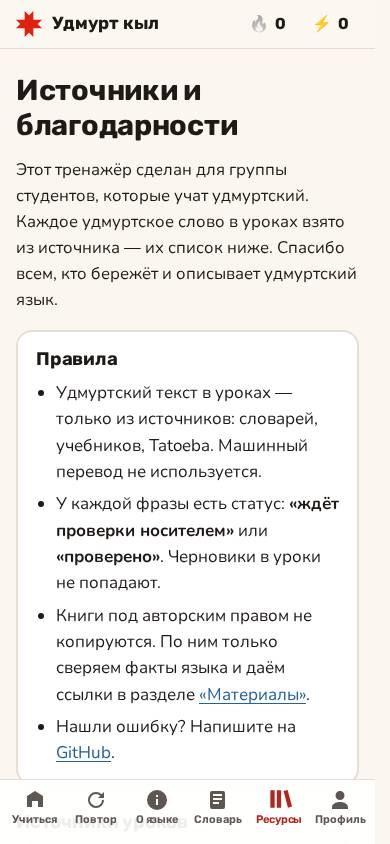 Удмурт кыл 0 0
Источники и
благодарности
Этот тренажёр сделан для группы
студентов, которые учат удмуртский.
Каждое удмуртское слово в уроках взято
из источника — их список ниже. Спасибо
всем, кто бережёт и описывает удмуртский
язык.
Правила
• Удмуртский текст в уроках —
только из источников: словарей,
учебников, Tatoeba. Машинный
перевод не используется.
• У каждой фразы есть статус: «ждёт
проверки носителем» или
«проверено». Черновики в уроки
не попадают.
• Книги под авторским правом не
копируются. По ним только
сверяем факты языка и даём
ссылки в разделе «Материалы».
• Нашли ошибку? Напишите на
GitHub.
Источники уроков
Учиться Повтор О языке Словарь Ресурсы Профиль